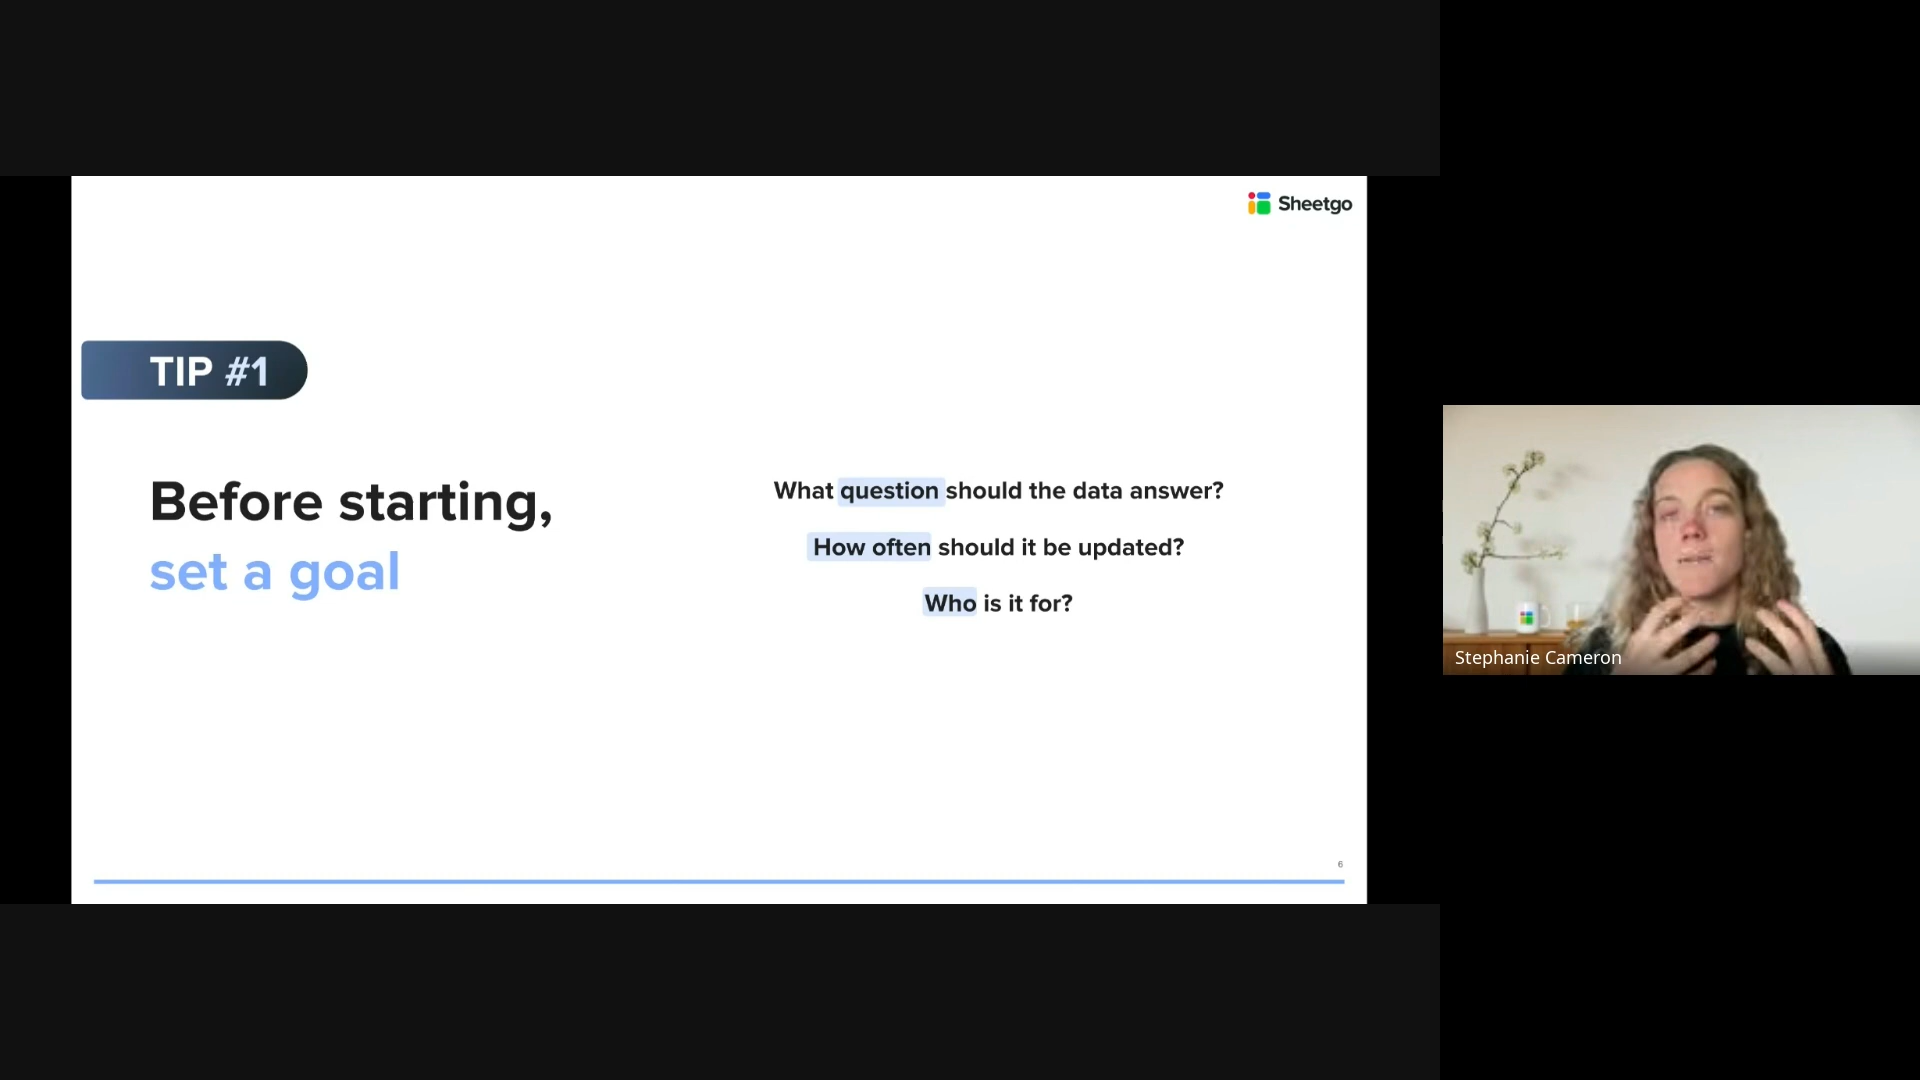 Sheetgo
TIP #1
Before starting,
set a goal
What question should the data answer?
How often should it be updated?
Who is it for?
6
Stephanie Cameron